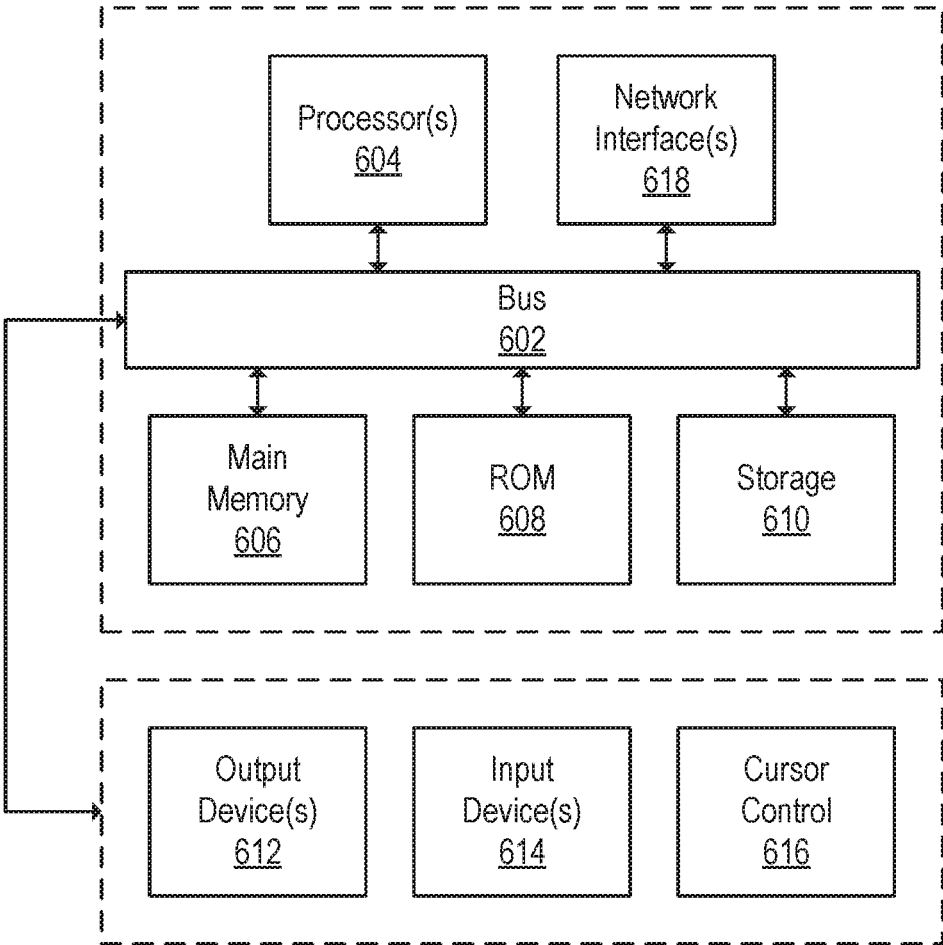 Processor(s)
604
Network
Interface(s)
618
Bus
602
Main
Memory
606
ROM
608
Storage
610
Output
Device(s)
612
Input
Device(s)
614
Cursor
Control
616